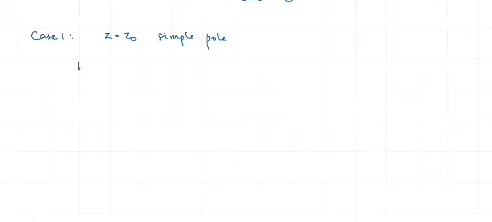 Case 1: z = z₀ simple pole